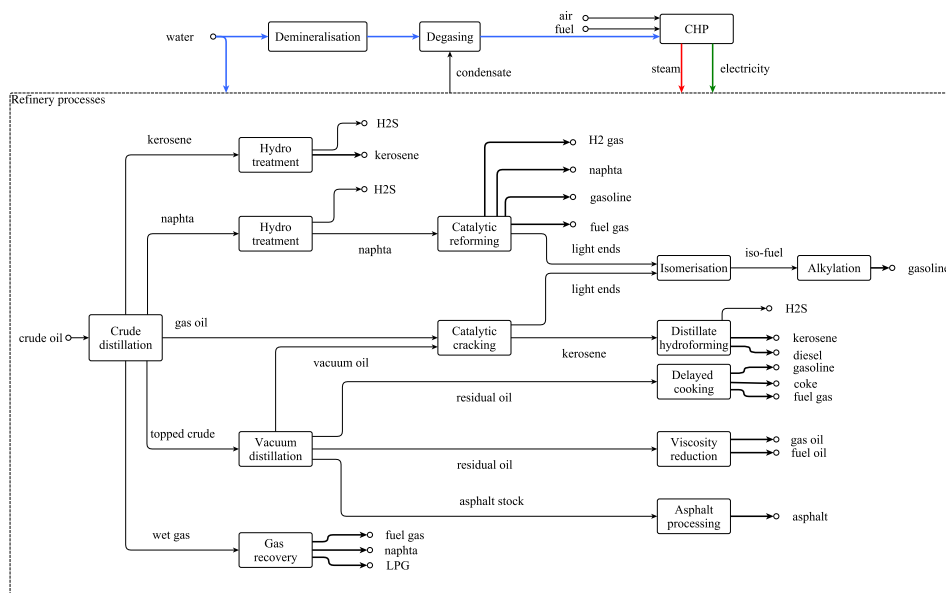 air
fuel
water
Demineralisation
Degasing
CHP
condensate
steam
electricity
Refinery processes
kerosene
Hydro
treatment
H2S
kerosene
H2S
naphta
Hydro
treatment
naphta
H2 gas
naphta
gasoline
fuel gas
Catalytic
reforming
light ends
light ends
Isomerisation
iso-fuel
Alkylation
gasoline
crude oil
Crude
distillation
gas oil
vacuum oil
Catalytic
cracking
kerosene
Distillate
hydroforming
H2S
kerosene
diesel
Delayed
cooking
gasoline
coke
fuel gas
residual oil
topped crude
Vacuum
distillation
residual oil
Viscosity
reduction
gas oil
fuel oil
asphalt stock
Asphalt
processing
asphalt
wet gas
Gas
recovery
fuel gas
naphta
LPG